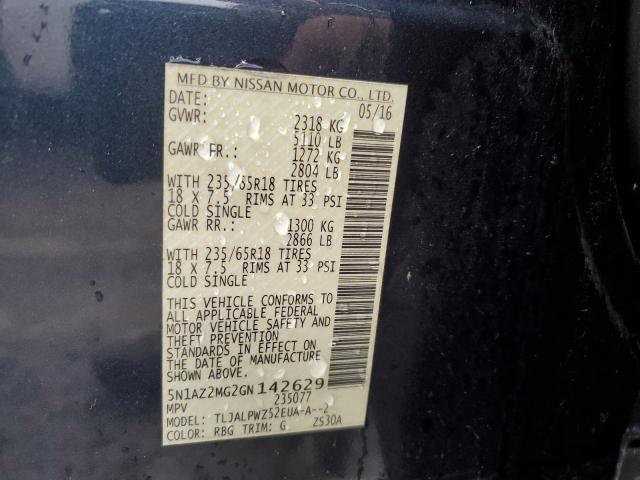 MFD BY NISSAN MOTOR CO., LTD.
DATE: 05/16
GVWR: 2318 KG
5110 LB
GAWR FR.: 1272 KG
2804 LB
WITH 235/65R18 TIRES
18 X 7.5 RIMS AT 33 PSI
COLD SINGLE
GAWR RR.: 1300 KG
2866 LB
WITH 235/65R18 TIRES
18 X 7.5 RIMS AT 33 PSI
COLD SINGLE
THIS VEHICLE CONFORMS TO
ALL APPLICABLE FEDERAL
MOTOR VEHICLE SAFETY AND
THEFT PREVENTION
STANDARDS IN EFFECT ON
THE DATE OF MANUFACTURE
SHOWN ABOVE.
5N1AZ2MG2GN142629
MPV 235077
MODEL: TLJALPWZ52EUA-A--2
COLOR: RBG TRIM: G Z530A